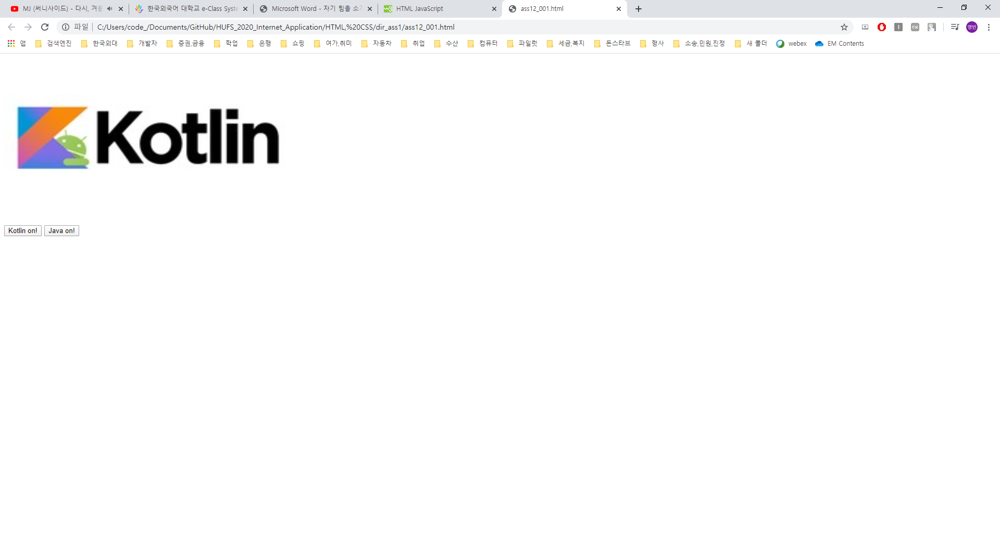 MJ (써니사이드) - 다시, 겨울
한국외국어 대학교 e-Class Syste
Microsoft Word - 자기 팀을 소개
HTML JavaScript
ass12_001.html
파일
C:/Users/code_/Documents/GitHub/HUFS_2020_Internet_Application/HTML,%20CSS/dir_ass1/ass12_001.html
영빈
앱 검색엔진 한국외대 개발자 증권,금융 학업 은행 쇼핑 여가,취미 자동차 취업 수산 컴퓨터 파일럿 세금,복지 돈스타브 형사 소송,민원,진정 새 폴더 webex EM Contents
Kotlin
Kotlin on! Java on!